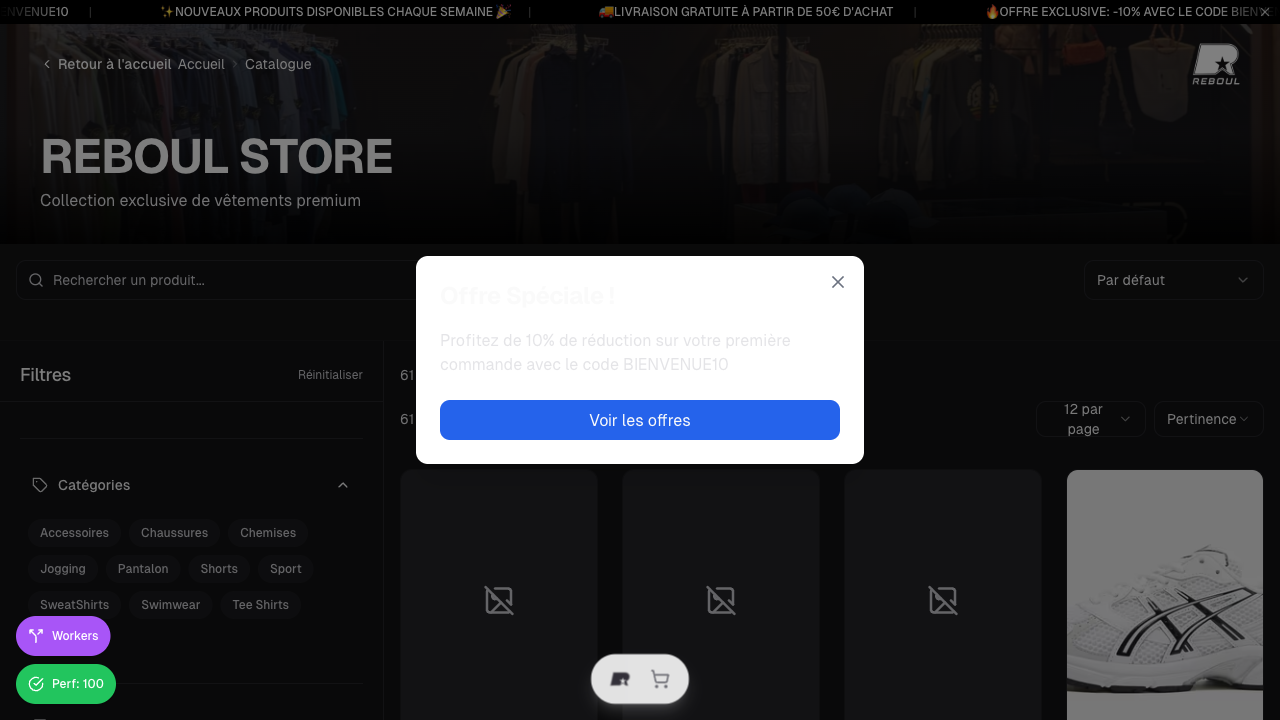 ENVENUE10 | ✨NOUVEAUX PRODUITS DISPONIBLES CHAQUE SEMAINE 🎉 | 🚚LIVRAISON GRATUITE À PARTIR DE 50€ D'ACHAT | 🔥OFFRE EXCLUSIVE: -10% AVEC LE CODE BIEN
Retour à l'accueil Accueil Catalogue
REBOUL
REBOUL STORE
Collection exclusive de vêtements premium
Rechercher un produit...
Par défaut
Offre Spéciale !
Profitez de 10% de réduction sur votre première
commande avec le code BIENVENUE10
Voir les offres
Filtres
Réinitialiser
61
61
12 par
page
Pertinence
Catégories
Accessoires
Chaussures
Chemises
Jogging
Pantalon
Shorts
Sport
SweatShirts
Swimwear
Tee Shirts
Workers
Perf: 100